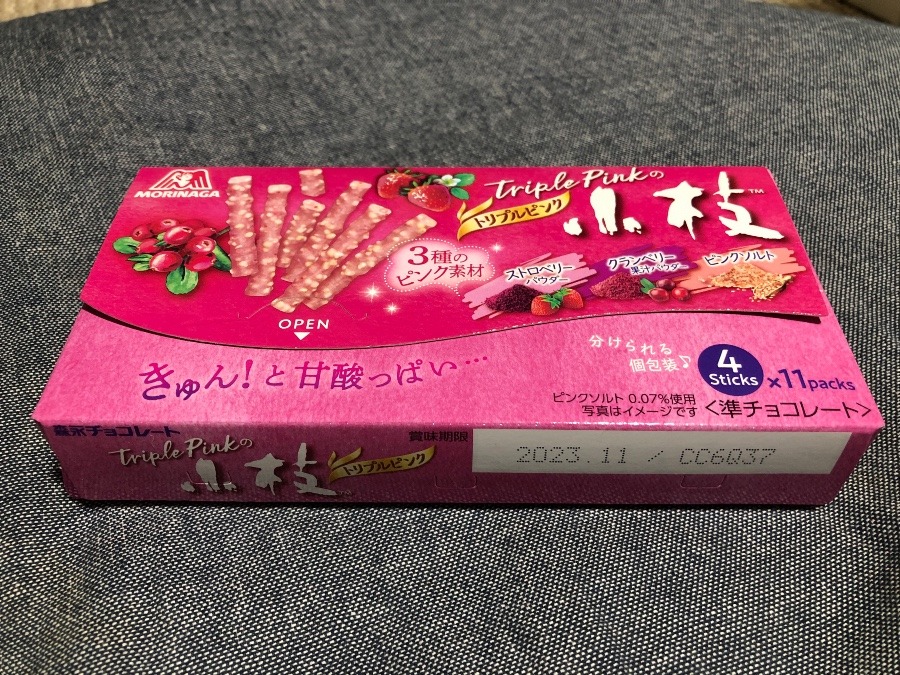 MORINAGA
Triple Pinkの
トリプルピンク
小枝™
3種の
ピンク素材
ストロベリー
パウダー
クランベリー
果汁パウダー
ピンクソルト
OPEN
きゅん!と甘酸っぱい…
分けられる
個包装♪
4
Sticks
×11packs
ピンクソルト 0.07%使用
写真はイメージです
<準チョコレート>
森永チョコレート
Triple Pinkの
小枝
トリプルピンク
賞味期限
2023.11 / CC6Q37